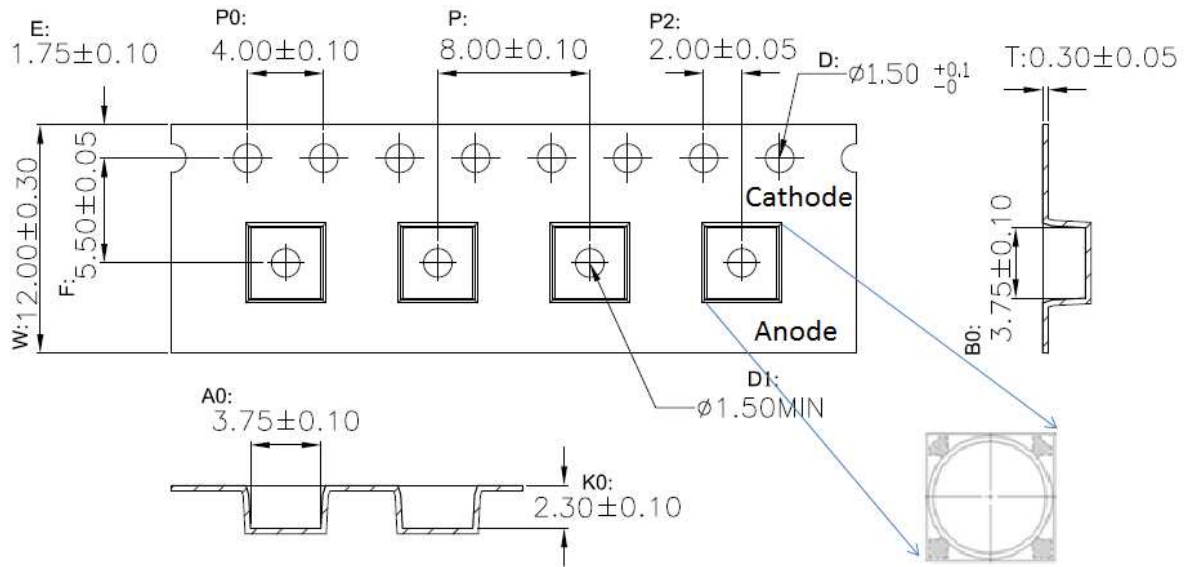 E:
1.75±0.10
P0:
4.00±0.10
P:
8.00±0.10
P2:
2.00±0.05
D:
⌀1.50 +0.1 -0
T:0.30±0.05
W:12.00±0.30
F:
5.50±0.05
Cathode
Anode
B0:
3.75±0.10
D1:
⌀1.50MIN
A0:
3.75±0.10
K0:
2.30±0.10